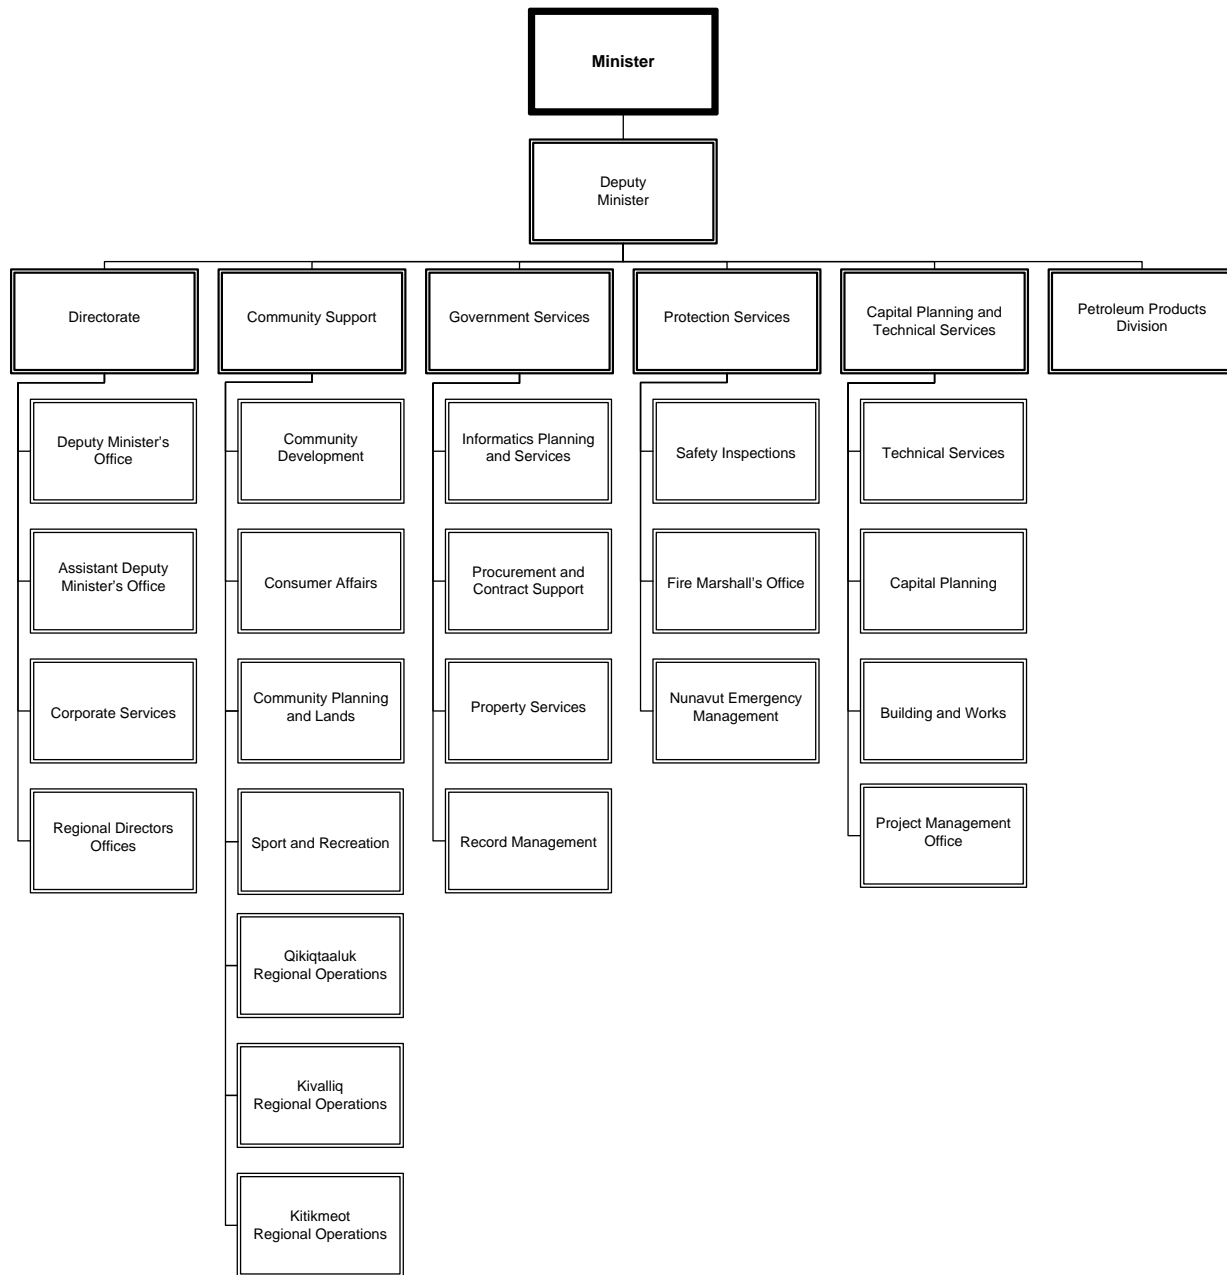 Minister
Deputy
Minister
Directorate
Community Support
Government Services
Protection Services
Capital Planning and
Technical Services
Petroleum Products
Division
Deputy Minister's
Office
Assistant Deputy
Minister's Office
Corporate Services
Regional Directors
Offices
Community
Development
Consumer Affairs
Community Planning
and Lands
Sport and Recreation
Qikiqtaaluk
Regional Operations
Kivalliq
Regional Operations
Kitikmeot
Regional Operations
Informatics Planning
and Services
Procurement and
Contract Support
Property Services
Record Management
Safety Inspections
Fire Marshall's Office
Nunavut Emergency
Management
Technical Services
Capital Planning
Building and Works
Project Management
Office